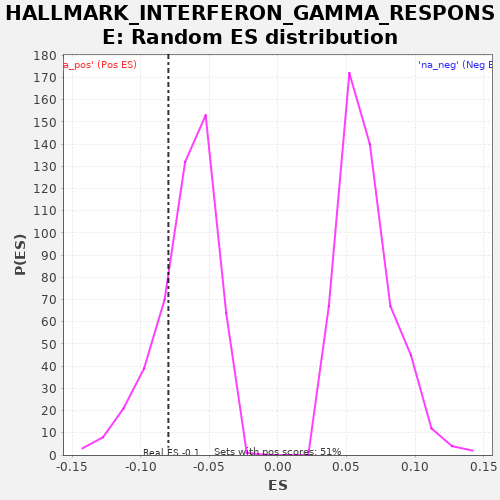 HALLMARK_INTERFERON_GAMMA_RESPONS
E: Random ES distribution
a_pos' (Pos ES)
'na_neg' (Neg E
180
170
160
150
140
130
120
110
100
90
80
70
60
50
40
30
20
10
0
P(ES)
Real ES -0.1
Sets with pos scores: 51%
-0.15 -0.10 -0.05 0.00 0.05 0.10 0.15
ES